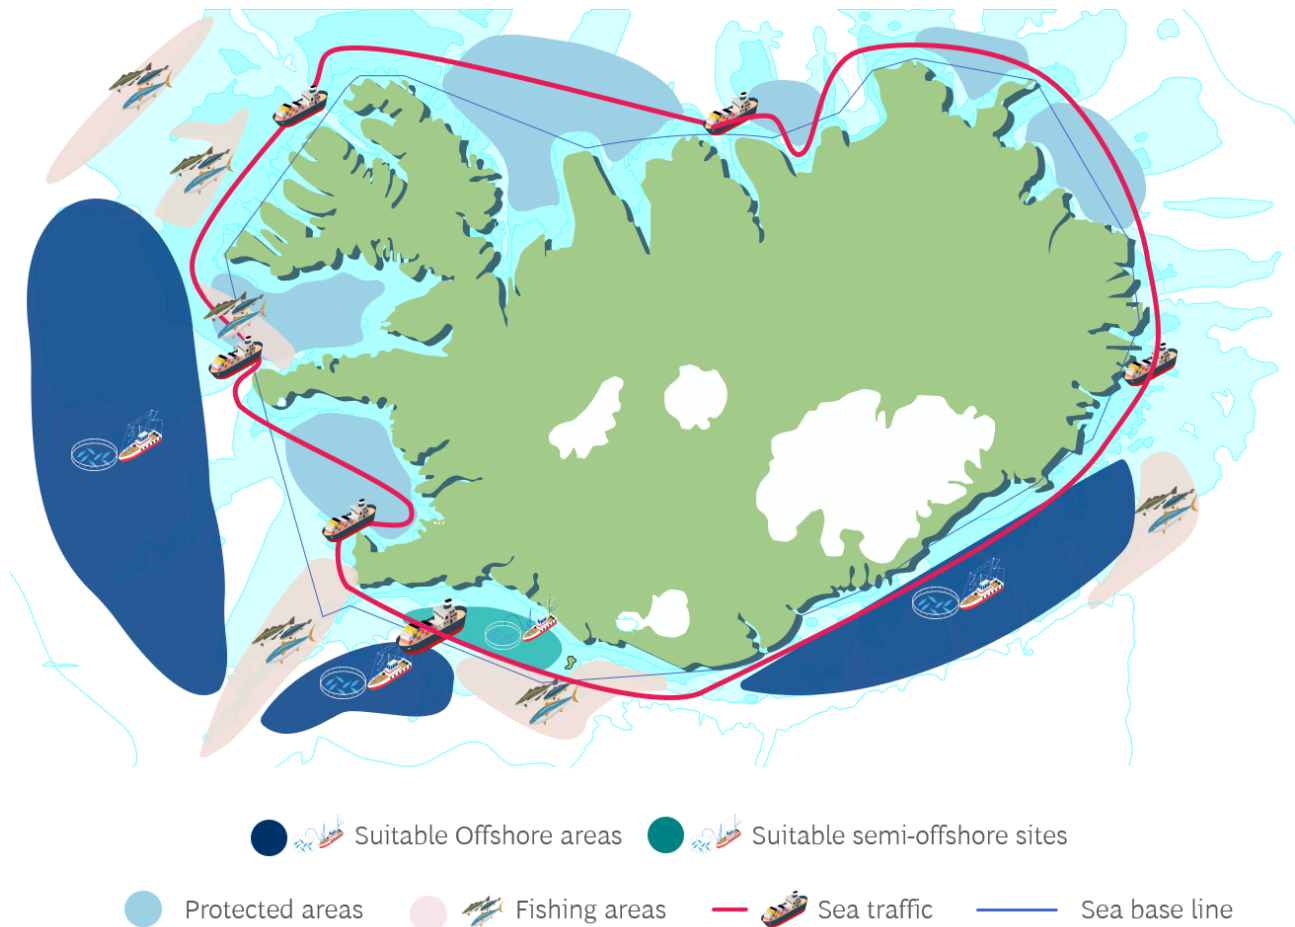 Suitable Offshore areas
Suitable semi-offshore sites
Protected areas
Fishing areas
Sea traffic
Sea base line